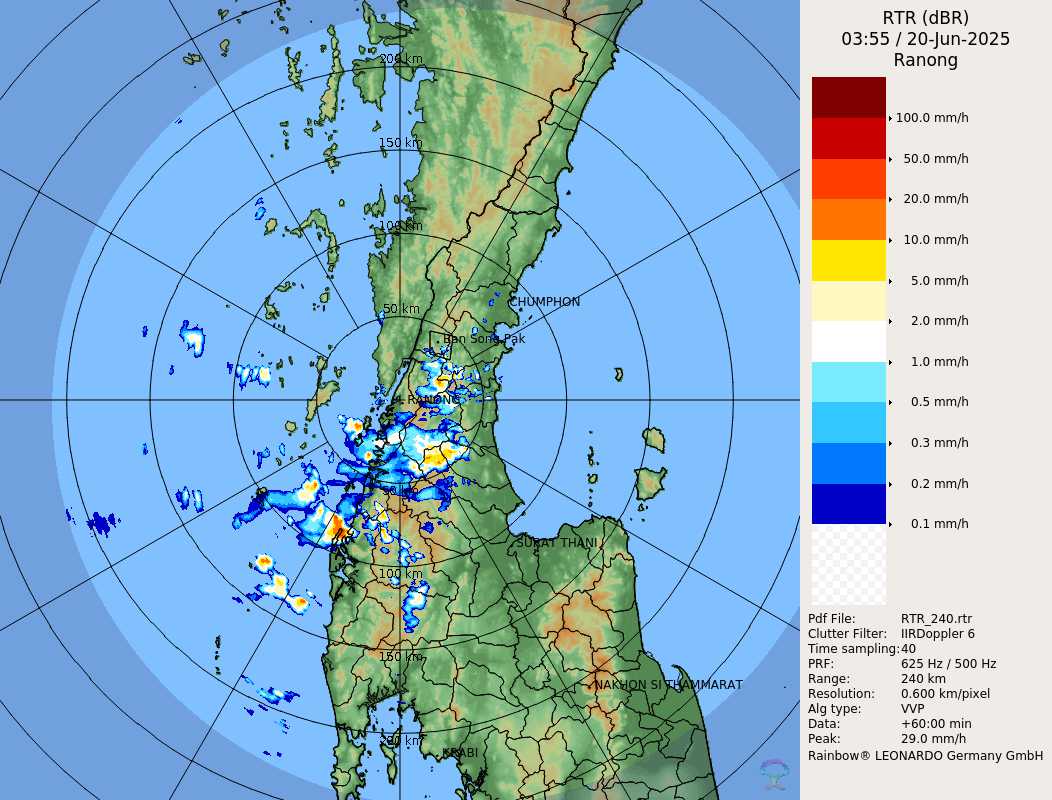 RTR (dBR)
03:55 / 20-Jun-2025
Ranong
100.0 mm/h
50.0 mm/h
20.0 mm/h
10.0 mm/h
5.0 mm/h
2.0 mm/h
1.0 mm/h
0.5 mm/h
0.3 mm/h
0.2 mm/h
0.1 mm/h
Pdf File: RTR_240.rtr
Clutter Filter: IIRDoppler 6
Time sampling: 40
PRF: 625 Hz / 500 Hz
Range: 240 km
Resolution: 0.600 km/pixel
Alg type: VVP
Data: +60:00 min
Peak: 29.0 mm/h
Rainbow® LEONARDO Germany GmbH
200 km
150 km
100 km
CHUMPHON
50 km
Ban Song Pak
RANONG
50 km
SURAT THANI
100 km
150 km
NAKHON SI THAMMARAT
200 km
KRABI